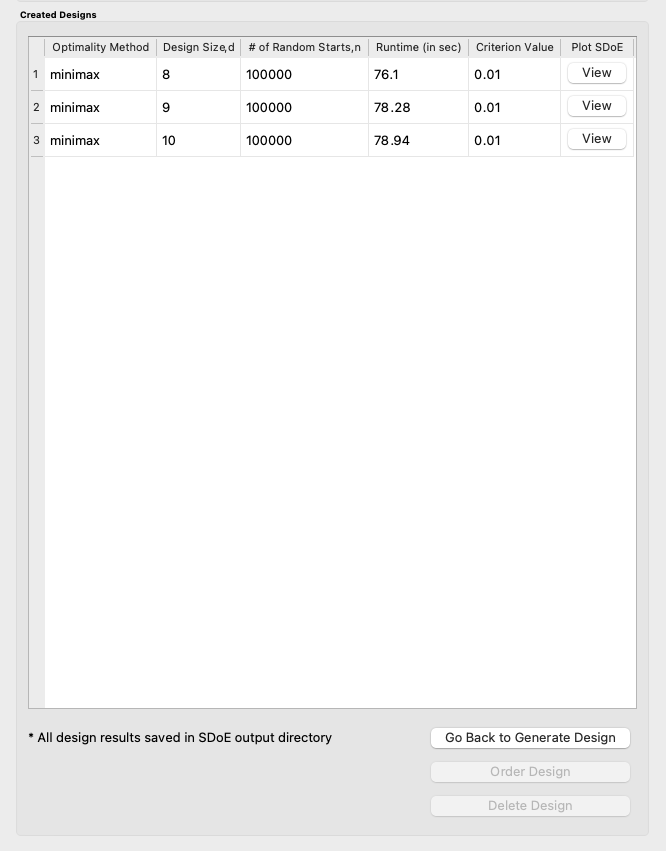 Created Designs
Optimality Method Design Size,d # of Random Starts,n Runtime (in sec) Criterion Value Plot SDoE
1 minimax 8 100000 76.1 0.01 View
2 minimax 9 100000 78.28 0.01 View
3 minimax 10 100000 78.94 0.01 View
* All design results saved in SDoE output directory
Go Back to Generate Design
Order Design
Delete Design